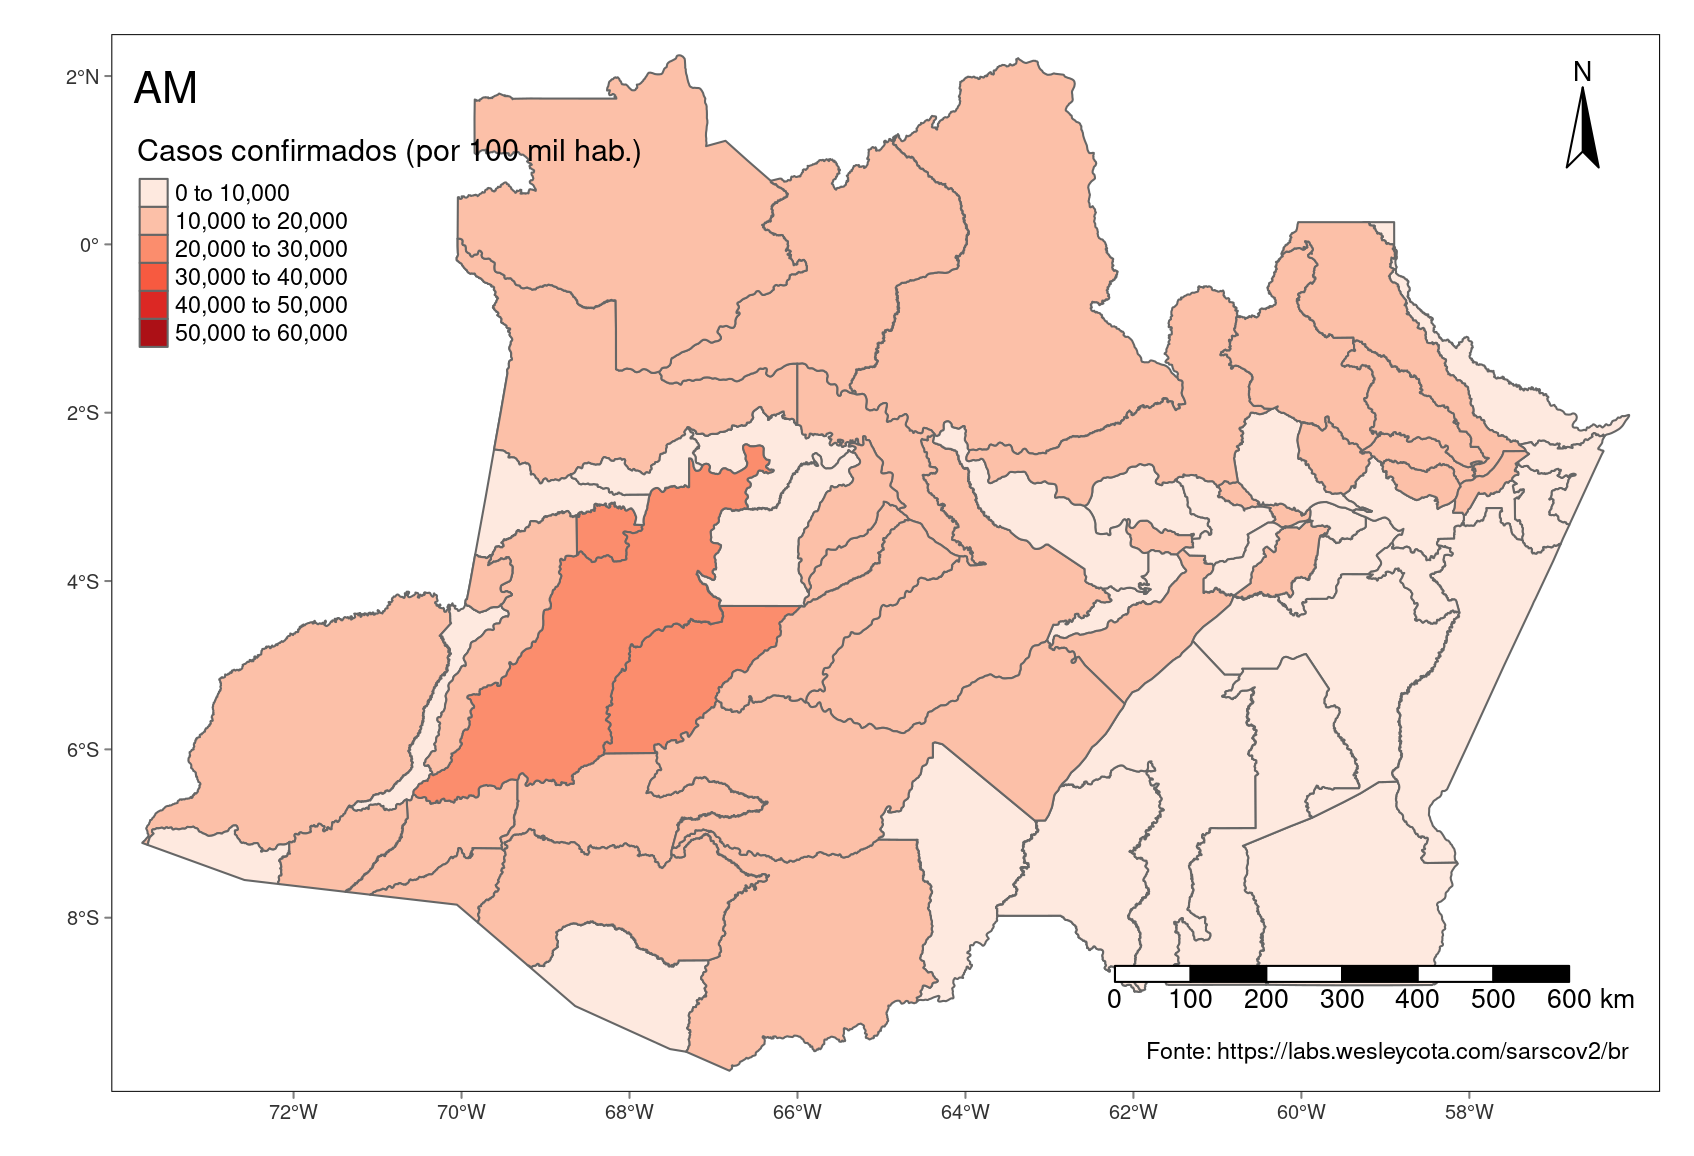 AM
N
Casos confirmados (por 100 mil hab.)
0 to 10,000
10,000 to 20,000
20,000 to 30,000
30,000 to 40,000
40,000 to 50,000
50,000 to 60,000
2°N
0°
2°S
4°S
6°S
8°S
0 100 200 300 400 500 600 km
Fonte: https://labs.wesleycota.com/sarscov2/br
72°W 70°W 68°W 66°W 64°W 62°W 60°W 58°W